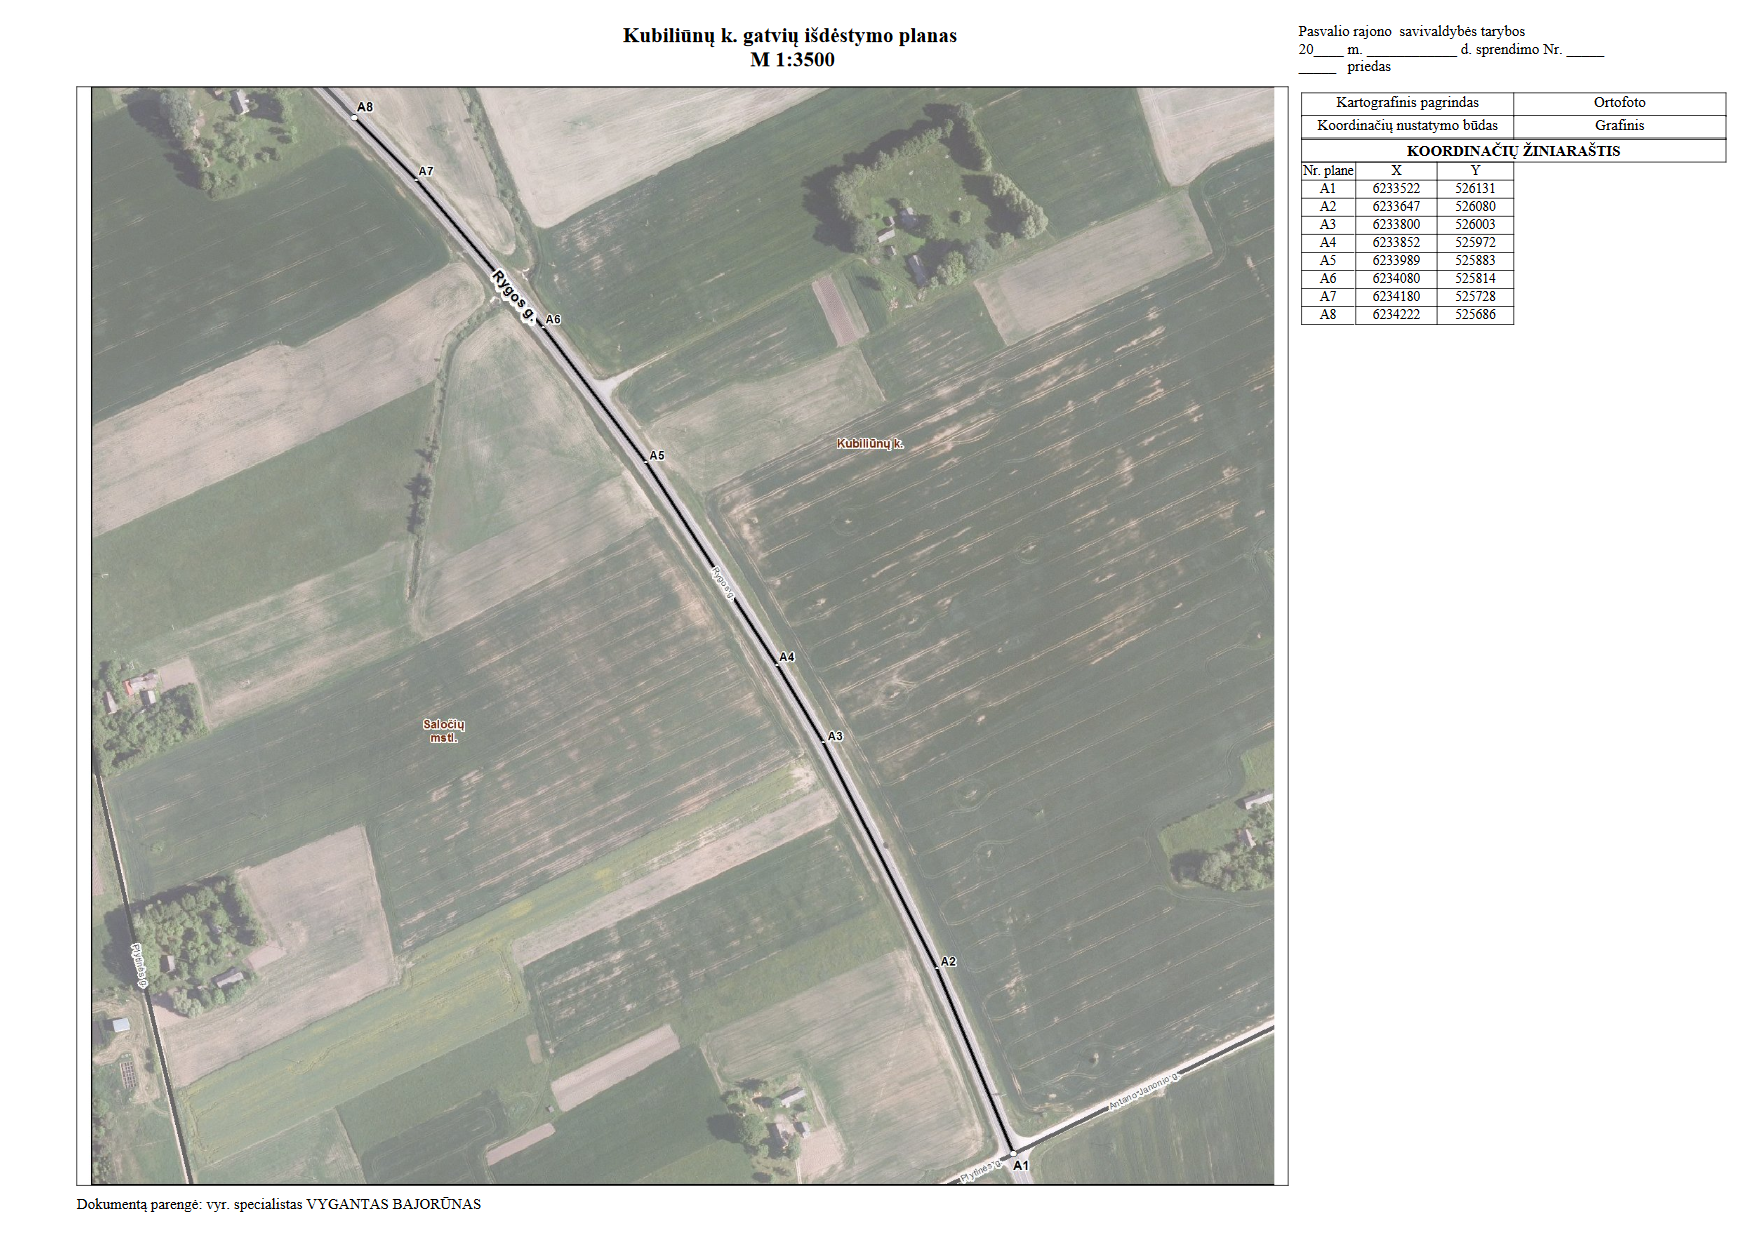 Kubiliūnų k. gatvių išdėstymo planas
M 1:3500
Pasvalio rajono savivaldybės tarybos
20____ m. ____________ d. sprendimo Nr. _____
_____ priedas
Kartografinis pagrindas Ortofoto
Koordinačių nustatymo būdas Grafinis
KOORDINAČIŲ ŽINIARAŠTIS
Nr. plane X Y
A1 6233522 526131
A2 6233647 526080
A3 6233800 526003
A4 6233852 525972
A5 6233989 525883
A6 6234080 525814
A7 6234180 525728
A8 6234222 525686
A8
A7
Rygos g.
A6
Kubiliūnų k.
A5
Rygos g.
A4
Saločių
mstl.
A3
Plytinės g.
A2
Antano Janonio g.
Plytinės g.
A1
Dokumentą parengė: vyr. specialistas VYGANTAS BAJORŪNAS